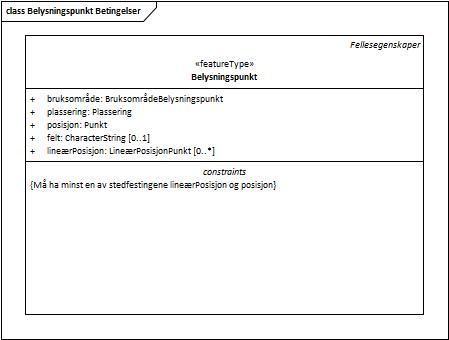 class Belysningspunkt Betingelser
Fellesegenskaper
«featureType»
Belysningspunkt
+ bruksområde: BruksområdeBelysningspunkt
+ plassering: Plassering
+ posisjon: Punkt
+ felt: CharacterString [0..1]
+ lineærPosisjon: LineærPosisjonPunkt [0..*]
constraints
{Må ha minst en av stedfestingene lineærPosisjon og posisjon}